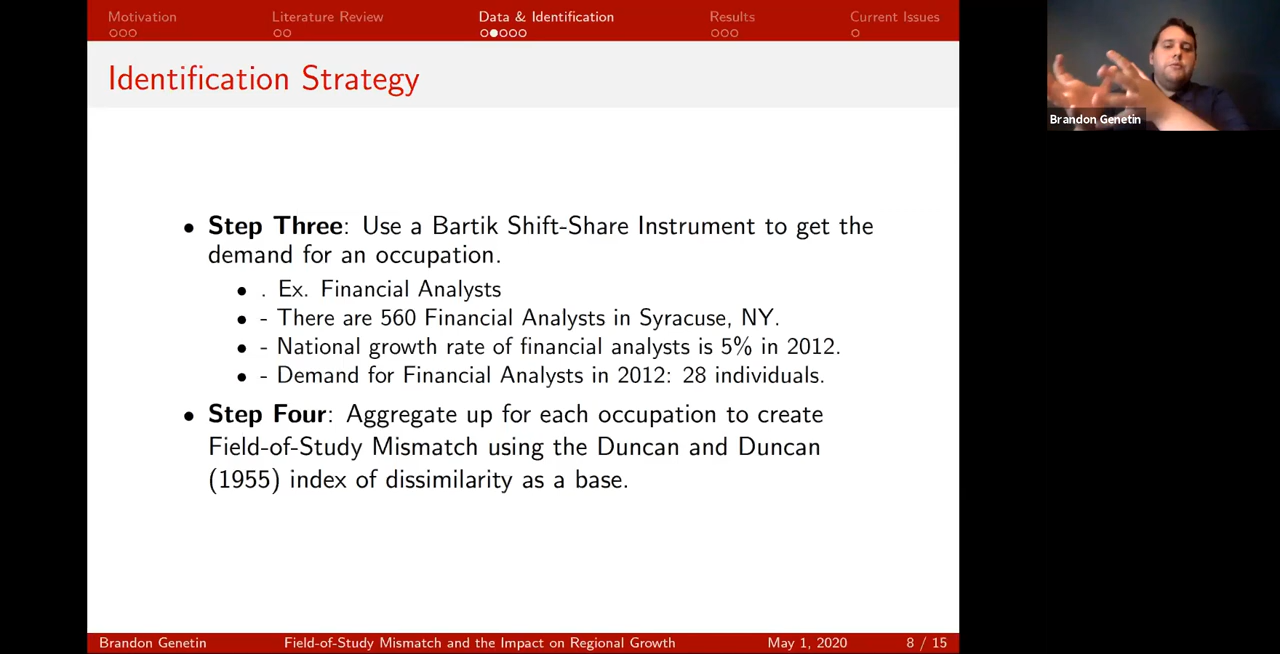 Motivation Literature Review Data & Identification Results Current Issues
Identification Strategy
• Step Three: Use a Bartik Shift-Share Instrument to get the
demand for an occupation.
• . Ex. Financial Analysts
• - There are 560 Financial Analysts in Syracuse, NY.
• - National growth rate of financial analysts is 5% in 2012.
• - Demand for Financial Analysts in 2012: 28 individuals.
• Step Four: Aggregate up for each occupation to create
Field-of-Study Mismatch using the Duncan and Duncan
(1955) index of dissimilarity as a base.
Brandon Genetin Field-of-Study Mismatch and the Impact on Regional Growth May 1, 2020 8 / 15
Brandon Genetin